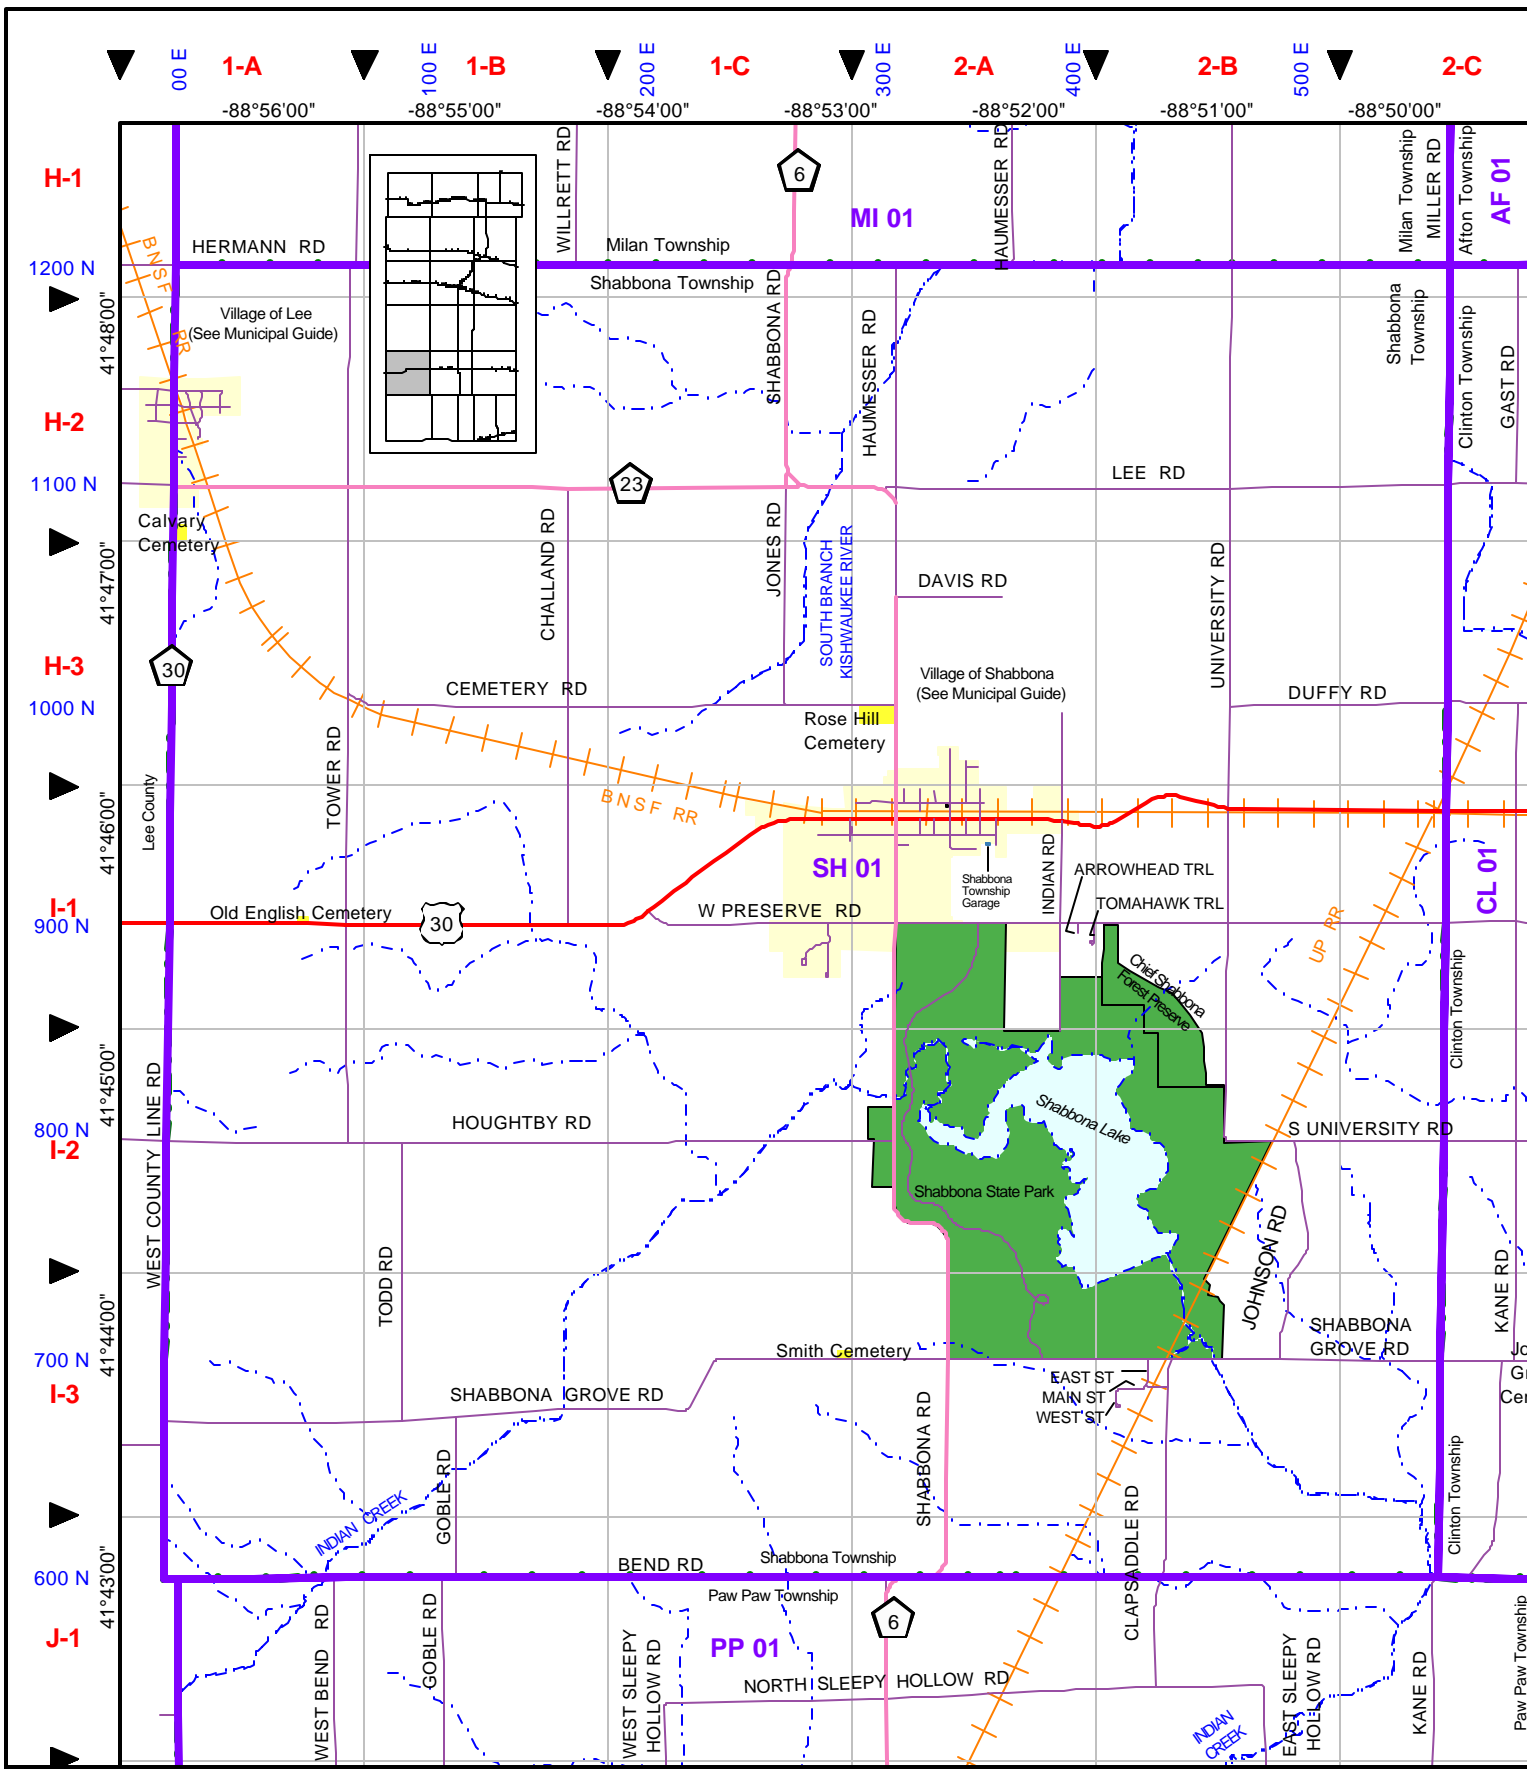 00 E
1-A
100 E
1-B
200 E
1-C
300 E
2-A
400 E
2-B
500 E
2-C
-88°56'00"
-88°55'00"
-88°54'00"
-88°53'00"
-88°52'00"
-88°51'00"
-88°50'00"
H-1
WILLRETT RD
6
HAUMESSER RD
Milan Township
MILLER RD
Afton Township
AF 01
MI 01
HERMANN RD
Milan Township
1200 N
BNSF RR
Shabbona Township
41°48'00"
Village of Lee
(See Municipal Guide)
SHABBONA RD
HAUMESSER RD
Shabbona
Township
Clinton Township
GAST RD
H-2
1100 N
23
LEE RD
Calvary
Cemetery
41°47'00"
CHALLAND RD
JONES RD
SOUTH BRANCH
KISHWAUKEE RIVER
DAVIS RD
UNIVERSITY RD
H-3
30
CEMETERY RD
Village of Shabbona
(See Municipal Guide)
DUFFY RD
1000 N
Rose Hill
Cemetery
TOWER RD
Lee County
41°46'00"
BNSF RR
SH 01
Shabbona
Township
Garage
INDIAN RD
ARROWHEAD TRL
TOMAHAWK TRL
CL 01
I-1
900 N
Old English Cemetery
30
W PRESERVE RD
UP RR
Chief Shabbona
Forest Preserve
Clinton Township
41°45'00"
WEST COUNTY LINE RD
HOUGHTBY RD
Shabbona Lake
800 N
I-2
S UNIVERSITY RD
Shabbona State Park
TODD RD
JOHNSON RD
KANE RD
41°44'00"
SHABBONA
GROVE RD
700 N
Smith Cemetery
Jo
Gr
Cem
I-3
SHABBONA GROVE RD
EAST ST
MAIN ST
WEST ST
SHABBONA RD
GOBLE RD
INDIAN CREEK
CLAPSADDLE RD
Clinton Township
41°43'00"
600 N
BEND RD
Shabbona Township
Paw Paw Township
6
J-1
WEST BEND RD
GOBLE RD
WEST SLEEPY
HOLLOW RD
PP 01
NORTH SLEEPY HOLLOW RD
INDIAN
CREEK
EAST SLEEPY
HOLLOW RD
KANE RD
Paw Paw Township